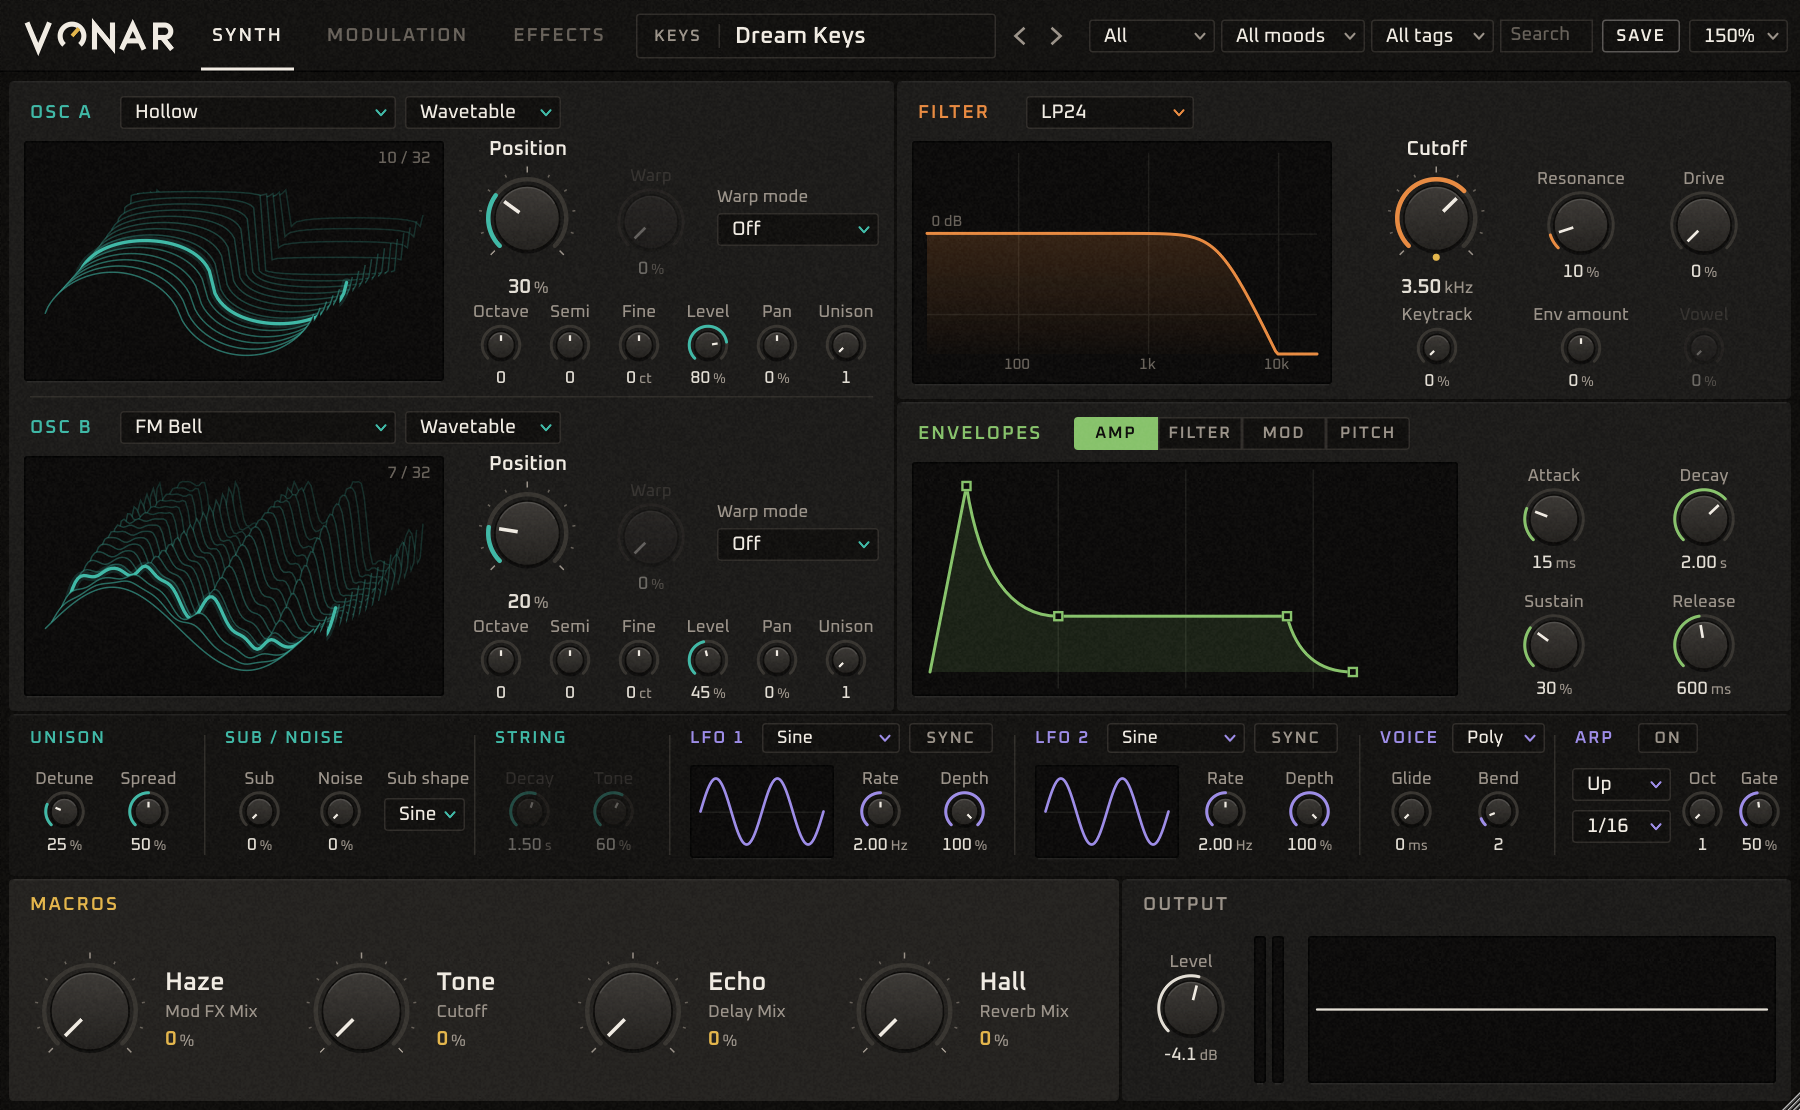 VONAR SYNTH MODULATION EFFECTS KEYS Dream Keys All All moods All tags Search SAVE 150%
OSC A Hollow Wavetable
10 / 32
Position
30 %
Warp
0 %
Warp mode
Off
Octave Semi Fine Level Pan Unison
0 0 0 ct 80 % 0 % 1
OSC B FM Bell Wavetable
7 / 32
Position
20 %
Warp
0 %
Warp mode
Off
Octave Semi Fine Level Pan Unison
0 0 0 ct 45 % 0 % 1
FILTER LP24
0 dB
100 1k 10k
Cutoff
3.50 kHz
Resonance Drive
10 % 0 %
Keytrack Env amount Vowel
0 % 0 % 0 %
ENVELOPES AMP FILTER MOD PITCH
Attack Decay
15 ms 2.00 s
Sustain Release
30 % 600 ms
UNISON
Detune Spread
25 % 50 %
SUB / NOISE
Sub Noise Sub shape
Sine
0 % 0 %
STRING
Decay Tone
1.50 s 60 %
LFO 1 Sine SYNC
Rate Depth
2.00 Hz 100 %
LFO 2 Sine SYNC
Rate Depth
2.00 Hz 100 %
VOICE Poly
Glide Bend
0 ms 2
ARP ON
Up Oct Gate
1/16
1 50 %
MACROS
Haze
Mod FX Mix
0 %
Tone
Cutoff
0 %
Echo
Delay Mix
0 %
Hall
Reverb Mix
0 %
OUTPUT
Level
-4.1 dB